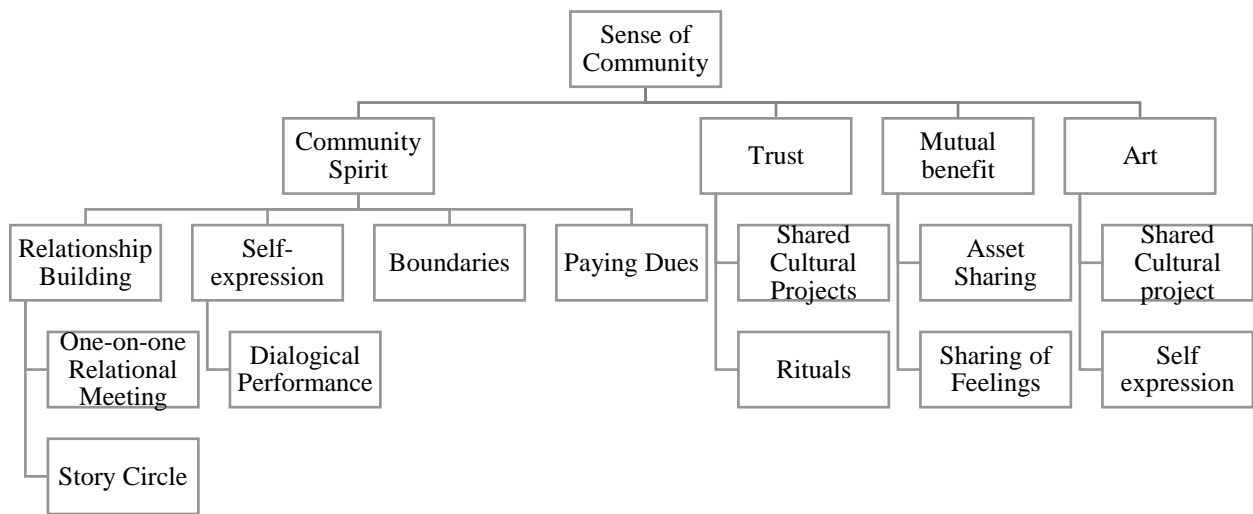 Sense of
Community
Community
Spirit
Trust
Mutual
benefit
Art
Relationship
Building
Self-
expression
Boundaries
Paying Dues
Shared
Cultural
Projects
Asset
Sharing
Shared
Cultural
project
One-on-one
Relational
Meeting
Dialogical
Performance
Rituals
Sharing of
Feelings
Self
expression
Story Circle